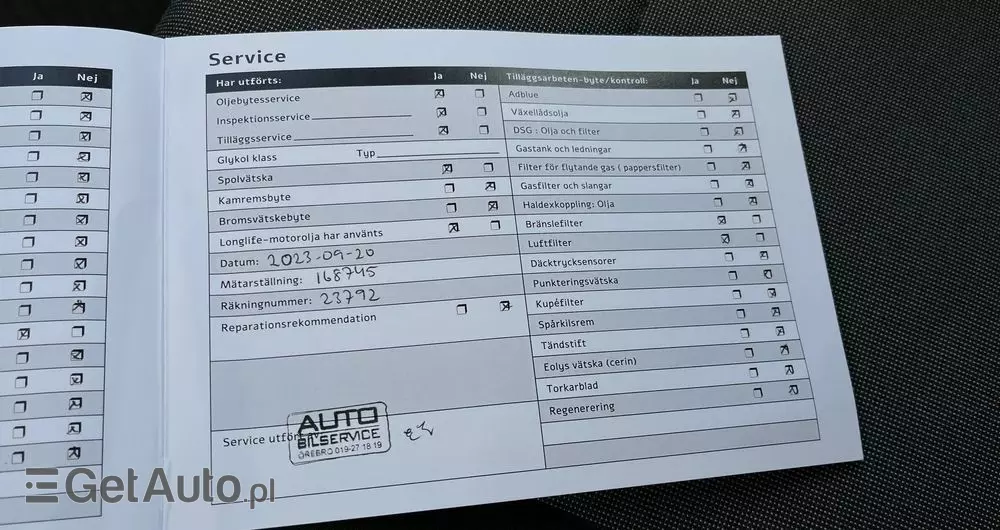 Ja Nej
Service
Har utförts: Ja Nej
Oljebytesservice
Inspektionsservice
Tilläggsservice
Glykol klass Typ
Spolvätska
Kamremsbyte
Bromsvätskebyte
Longlife-motorolja har använts
Datum: 2023-09-20
Mätarställning: 168745
Räkningnummer: 23792
Reparationsrekommendation
Service utfört
AUTO
BILSERVICE
ÖREBRO 019-27 18 19
Tilläggsarbeten-byte/kontroll: Ja Nej
Adblue
Växellådsolja
DSG : Olja och filter
Gastank och ledningar
Filter för flytande gas ( pappersfilter)
Gasfilter och slangar
Haldexkoppling: Olja
Bränslefilter
Luftfilter
Däcktrycksensorer
Punkteringsvätska
Kupéfilter
Spårkilsrem
Tändstift
Eolys vätska (cerin)
Torkarblad
Regenerering
GetAuto.pl